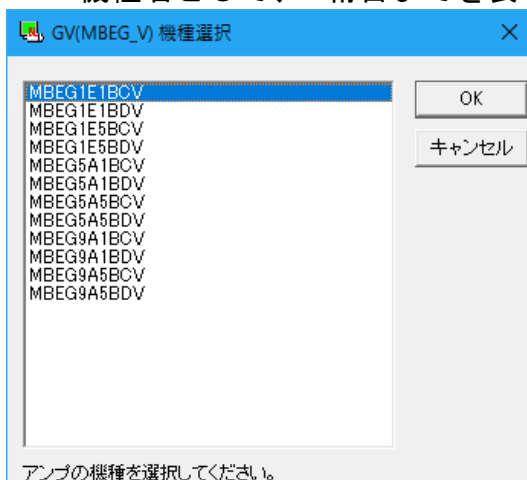 GV(MBEG_V) 機種選択
MBEG1E1BCV
MBEG1E1BDV
MBEG1E5BCV
MBEG1E5BDV
MBEG5A1BCV
MBEG5A1BDV
MBEG5A5BCV
MBEG5A5BDV
MBEG9A1BCV
MBEG9A1BDV
MBEG9A5BCV
MBEG9A5BDV
OK
キャンセル
アンプの機種を選択してください。